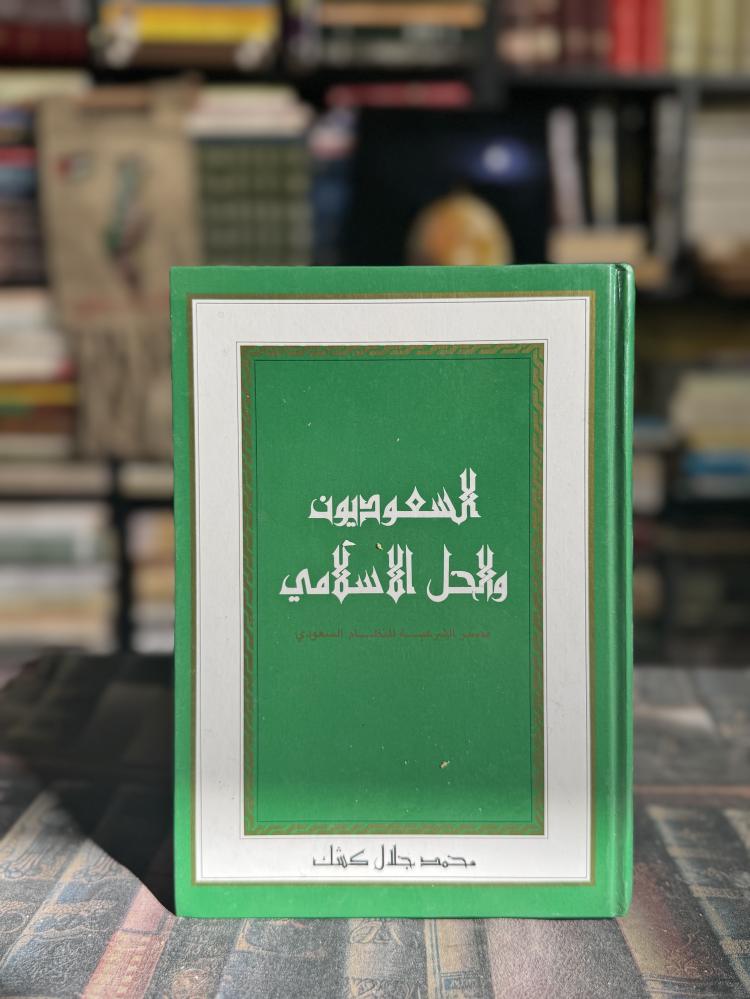 السعوديون
والحل الإسلامي
مصدر الشرعية للنظام السعودي
محمد جلال كشك